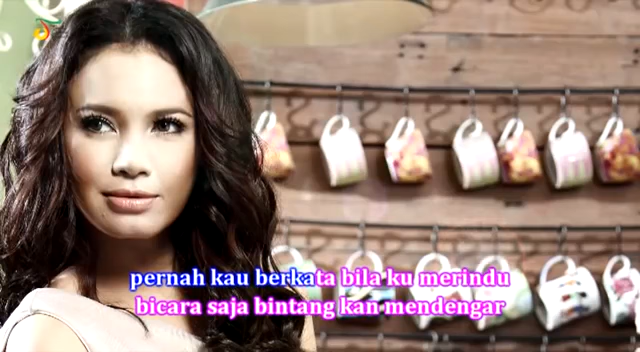 pernah kau berkata bila ku merindu
bicara saja bintang kan mendengar